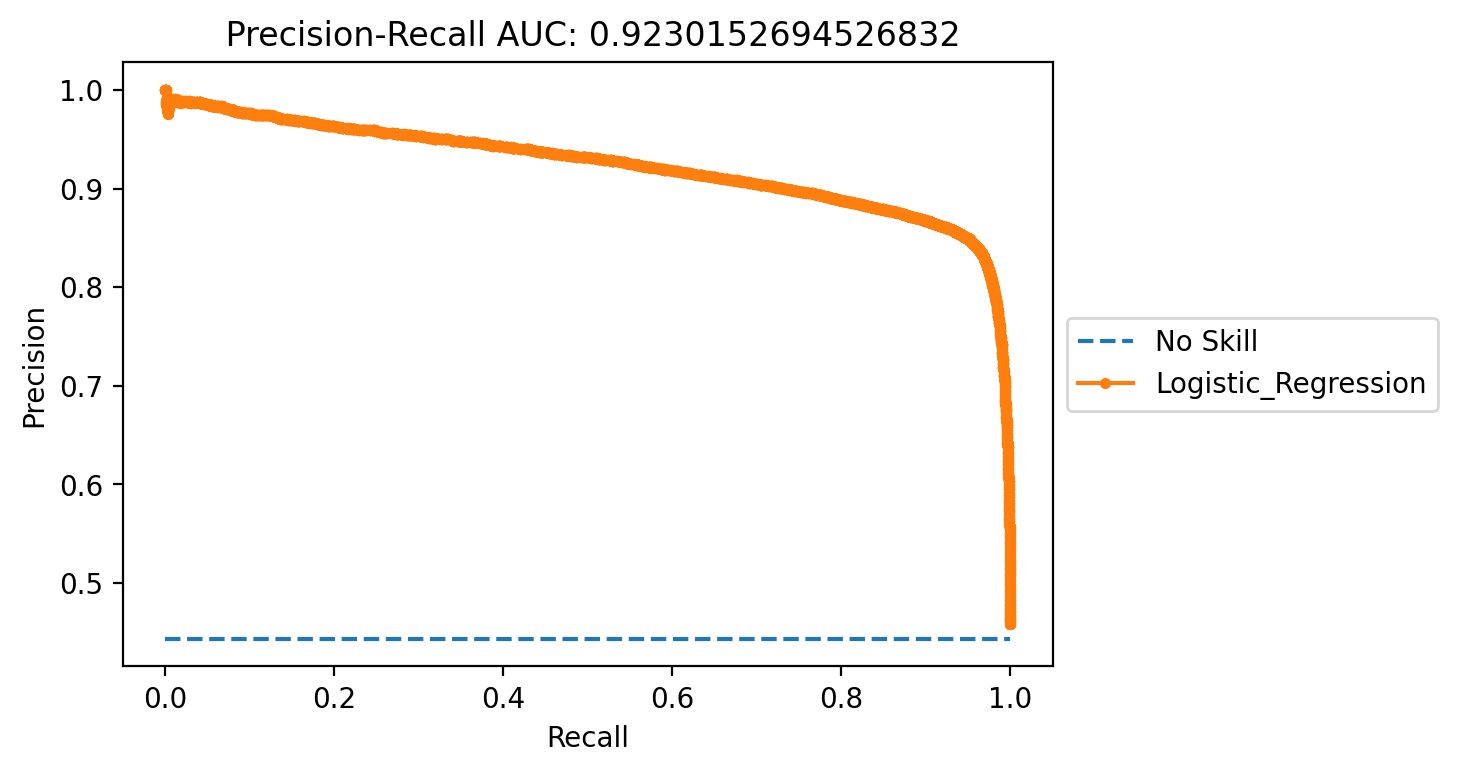 Precision-Recall AUC: 0.9230152694526832
1.0
0.9
0.8
0.7
0.6
0.5
Precision
0.0 0.2 0.4 0.6 0.8 1.0
Recall
No Skill
Logistic_Regression